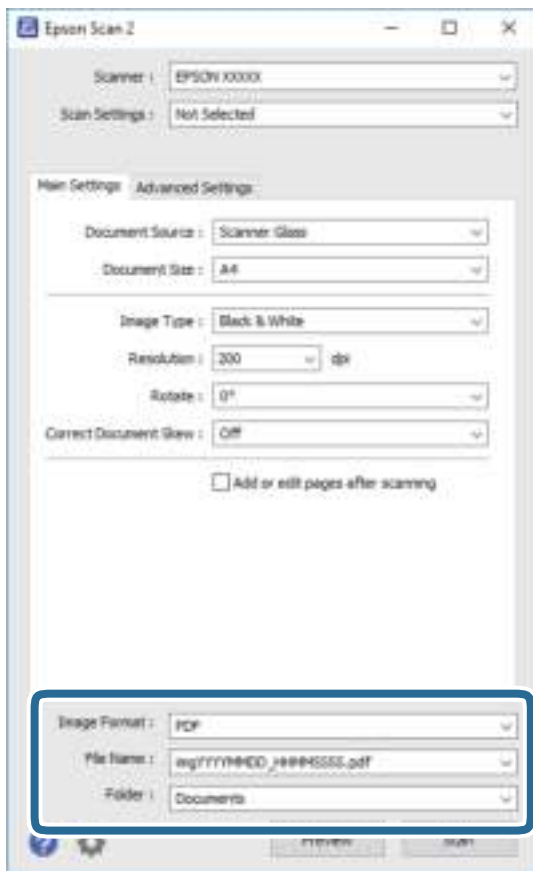 Epson Scan 2
Scanner : EPSON XXXXX
Scan Settings : Not Selected
Main Settings Advanced Settings
Document Source : Scanner Glass
Document Size : A4
Image Type : Black & White
Resolution : 200 dpi
Rotate : 0°
Correct Document Skew : Off
Add or edit pages after scanning
Image Format : PDF
File Name :
Folder : Documents
Preview Scan